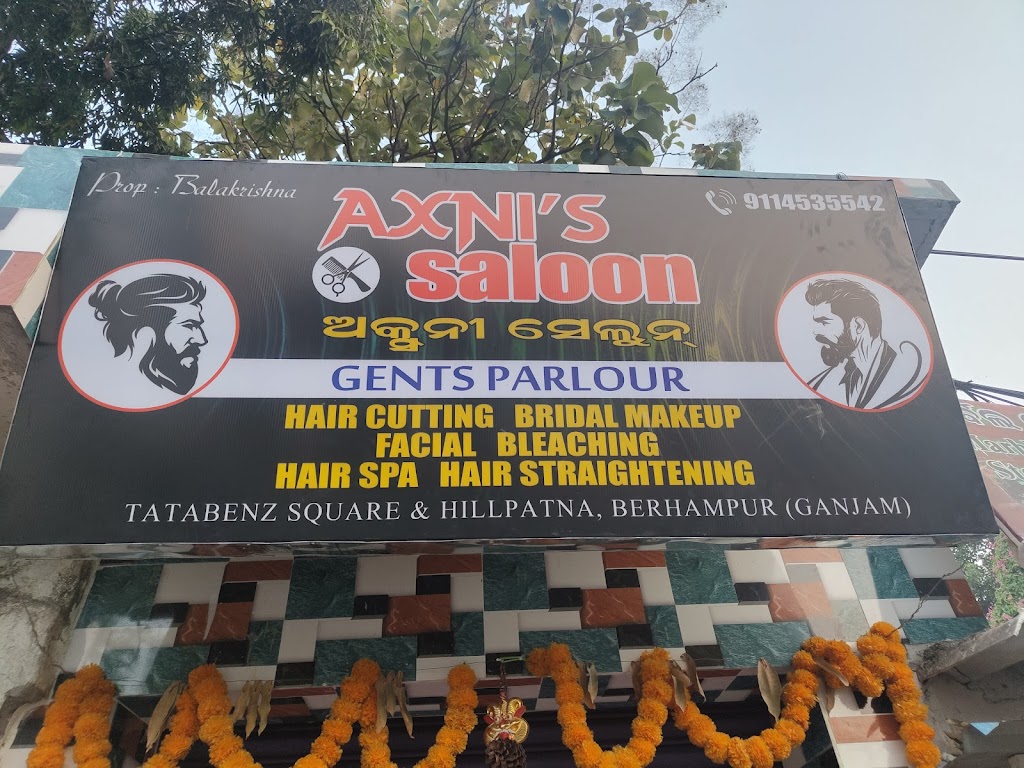 Prop : Balakrishna
AXNI'S
9114535542
saloon
ଅକ୍ଷନୀ ସେଲୁନ୍
GENTS PARLOUR
HAIR CUTTING BRIDAL MAKEUP
FACIAL BLEACHING
HAIR SPA HAIR STRAIGHTENING
TATABENZ SQUARE & HILLPATNA, BERHAMPUR (GANJAM)